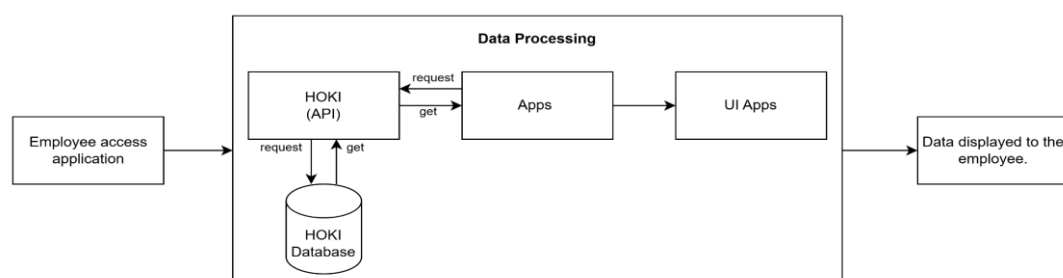 Data Processing
Employee access
application
HOKI
(API)
request
get
Apps
UI Apps
request
get
HOKI
Database
Data displayed to the
employee.